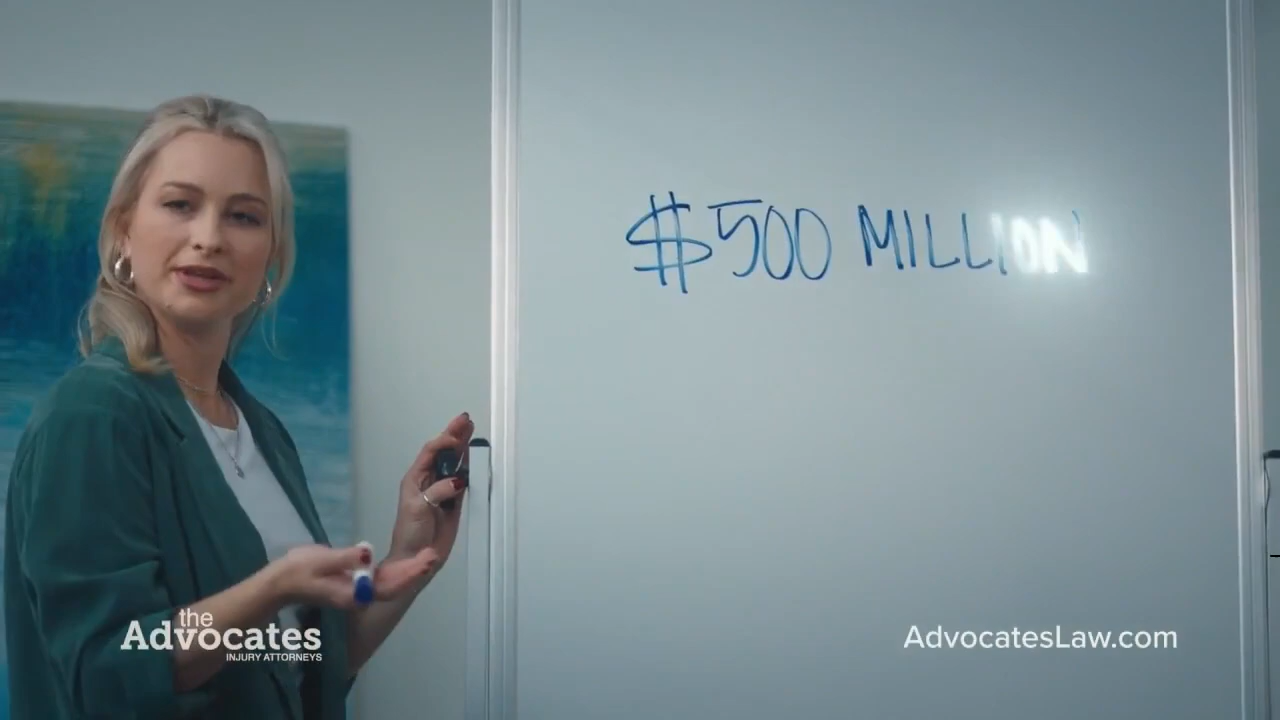 $500 MILLION
the
Advocates
INJURY ATTORNEYS
AdvocatesLaw.com